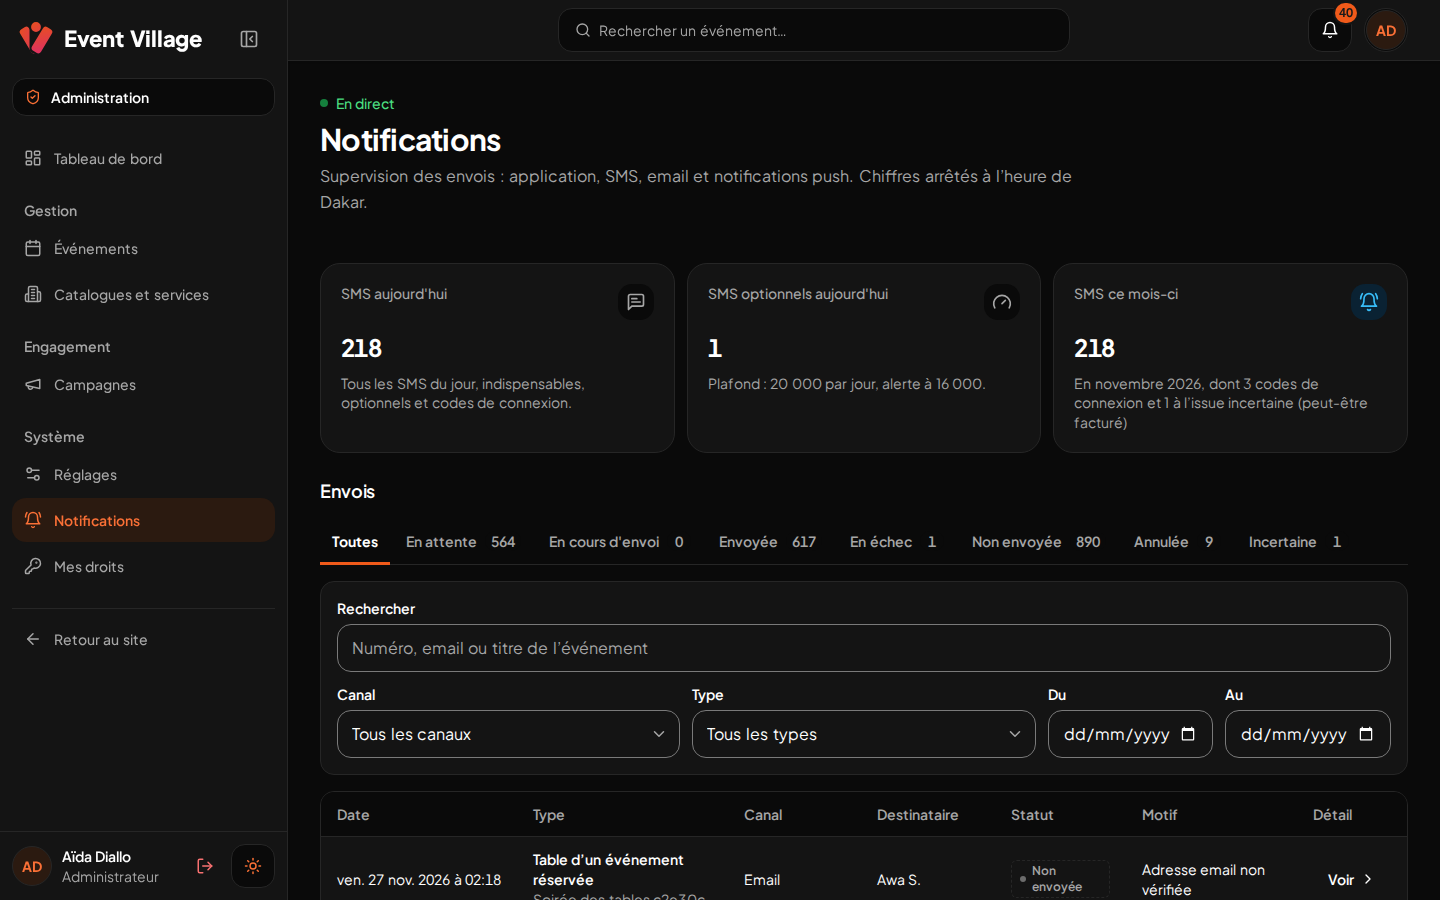 Event Village
Administration
Tableau de bord
Gestion
Événements
Catalogues et services
Engagement
Campagnes
Système
Réglages
Notifications
Mes droits
Retour au site
AD
Aïda Diallo
Administrateur
Rechercher un événement…
40
AD
En direct
Notifications
Supervision des envois : application, SMS, email et notifications push. Chiffres arrêtés à l’heure de
Dakar.
SMS aujourd'hui
218
Tous les SMS du jour, indispensables,
optionnels et codes de connexion.
SMS optionnels aujourd'hui
1
Plafond : 20 000 par jour, alerte à 16 000.
SMS ce mois-ci
218
En novembre 2026, dont 3 codes de
connexion et 1 à l’issue incertaine (peut-être
facturé)
Envois
Toutes En attente 564 En cours d'envoi 0 Envoyée 617 En échec 1 Non envoyée 890 Annulée 9 Incertaine 1
Rechercher
Numéro, email ou titre de l’événement
Canal Type Du Au
Tous les canaux Tous les types dd/mm/yyyy dd/mm/yyyy
Date Type Canal Destinataire Statut Motif Détail
ven. 27 nov. 2026 à 02:18
Table d’un événement
réservée
Soirée des tables c2e30c
Email
Awa S.
Non
envoyée
Adresse email non
vérifiée
Voir